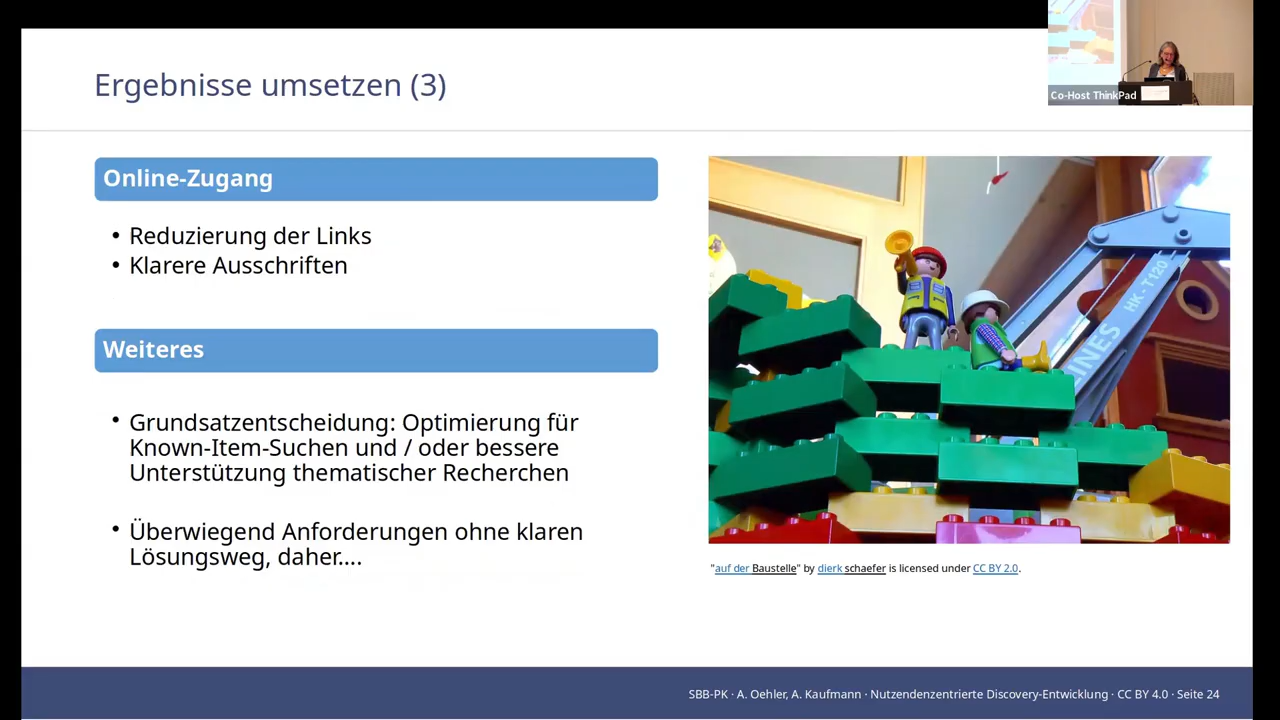 Ergebnisse umsetzen (3)
Co-Host ThinkPad
Online-Zugang
• Reduzierung der Links
• Klarere Ausschriften
Weiteres
• Grundsatzentscheidung: Optimierung für
Known-Item-Suchen und / oder bessere
Unterstützung thematischer Recherchen
• Überwiegend Anforderungen ohne klaren
Lösungsweg, daher....
HK-T120
INES
"auf der Baustelle" by dierk schaefer is licensed under CC BY 2.0.
SBB-PK · A. Oehler, A. Kaufmann · Nutzendenzentrierte Discovery-Entwicklung · CC BY 4.0 · Seite 24